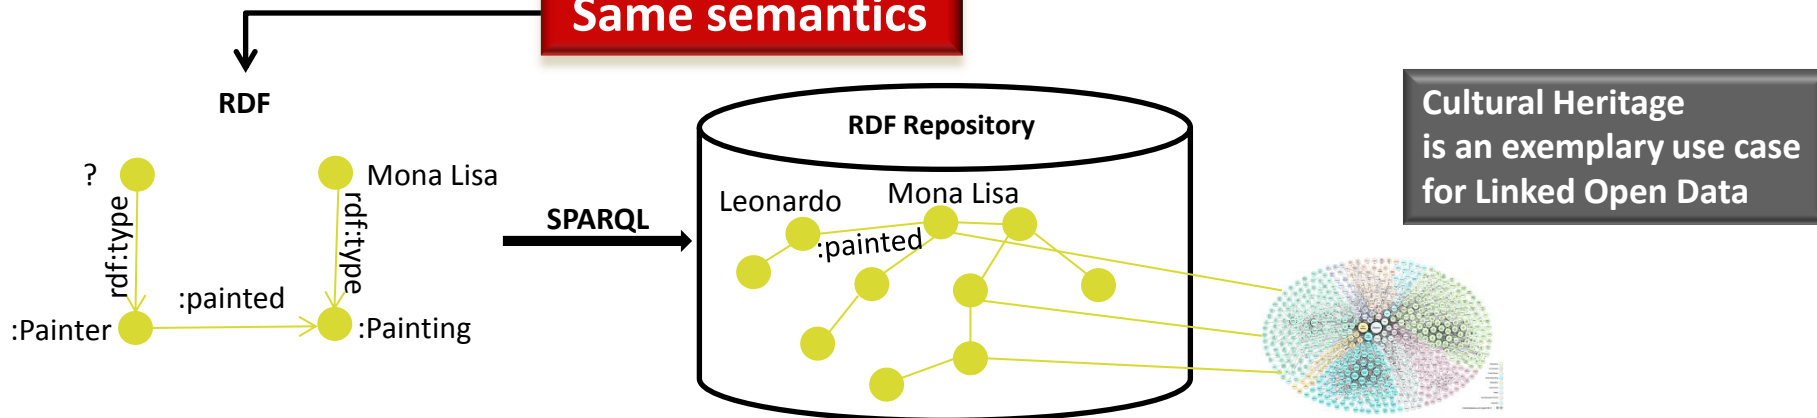 Same semantics
RDF
?
Mona Lisa
rdf:type
rdf:type
:painted
:Painter
:Painting
SPARQL
RDF Repository
Leonardo
Mona Lisa
:painted
Cultural Heritage
is an exemplary use case
for Linked Open Data